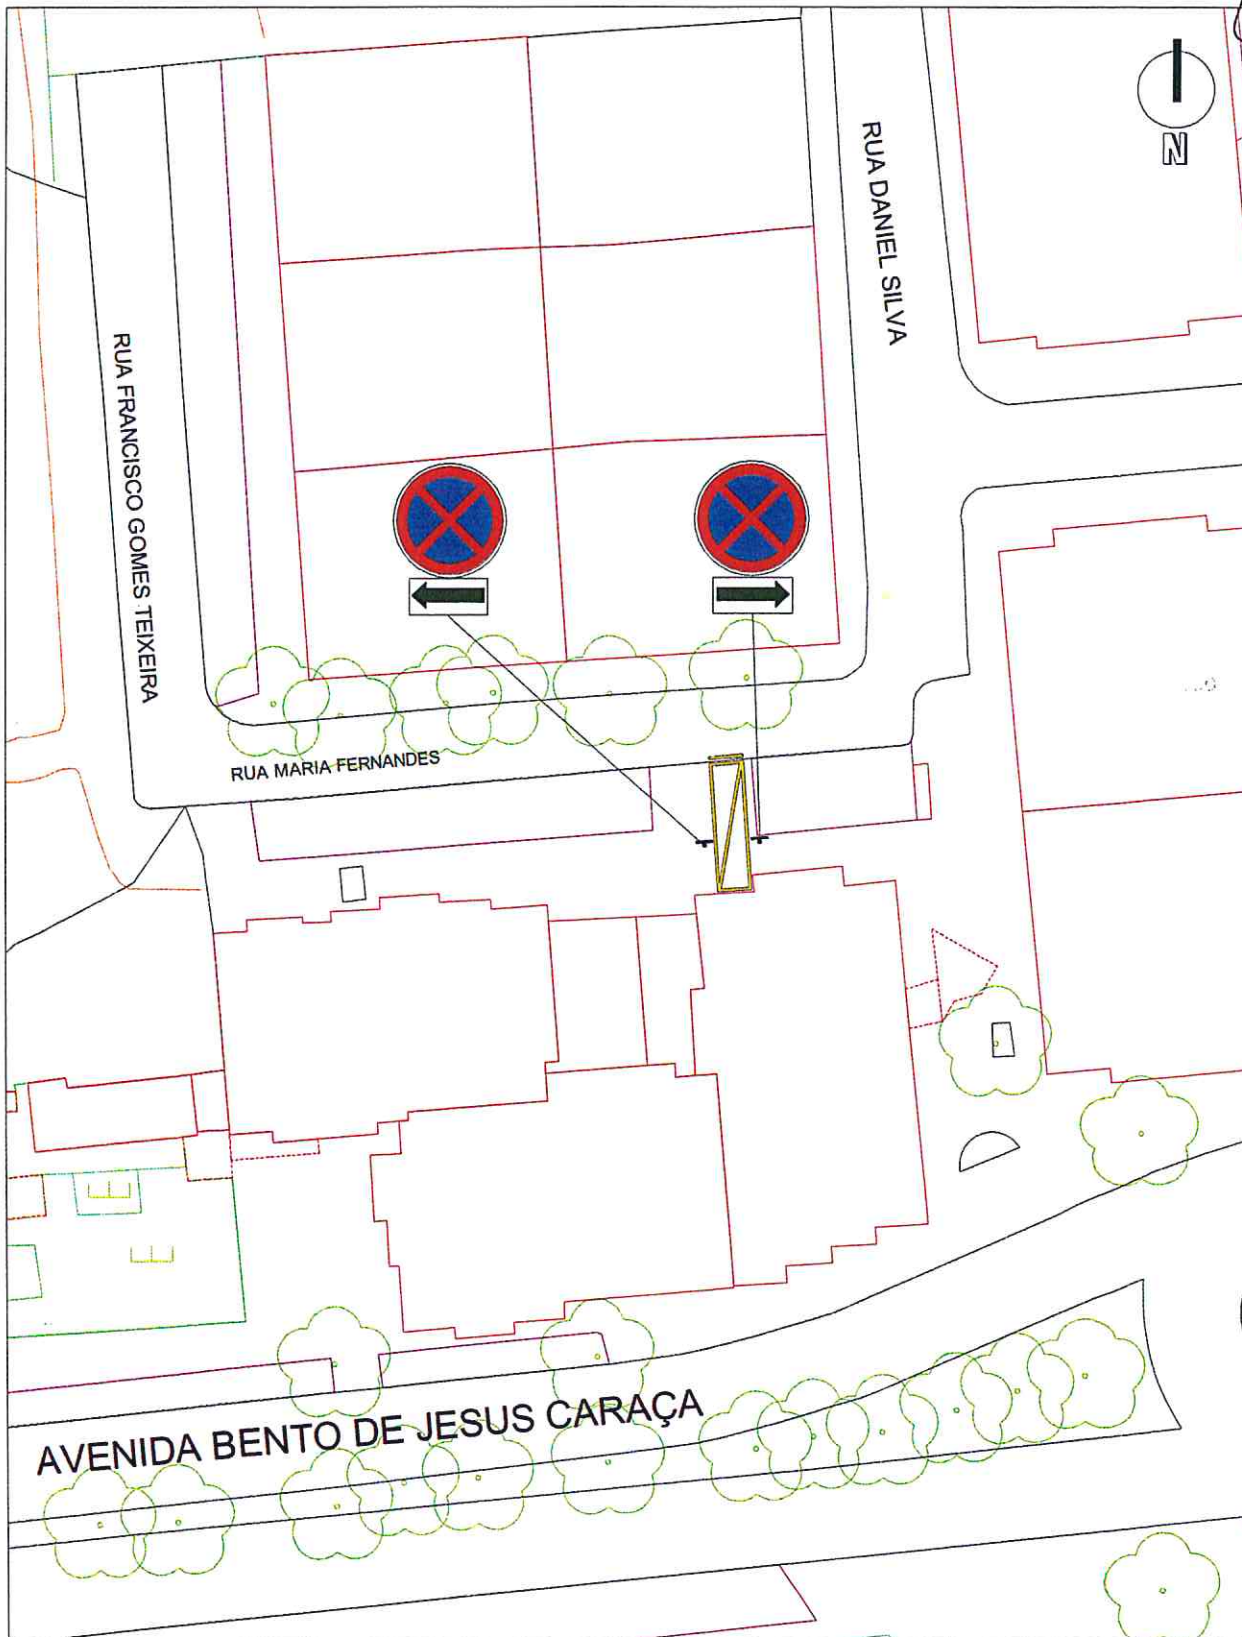 N
RUA DANIEL SILVA
RUA FRANCISCO GOMES TEIXEIRA
RUA MARIA FERNANDES
AVENIDA BENTO DE JESUS CARAÇA